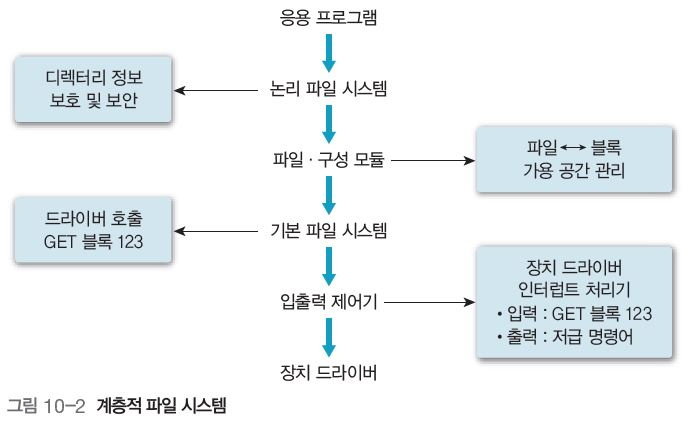 응용 프로그램
디렉터리 정보
보호 및 보안
논리 파일 시스템
파일 · 구성 모듈
파일 ↔ 블록
가용 공간 관리
드라이버 호출
GET 블록 123
기본 파일 시스템
입출력 제어기
장치 드라이버
인터럽트 처리기
• 입력 : GET 블록 123
• 출력 : 저급 명령어
장치 드라이버
그림 10-2 계층적 파일 시스템